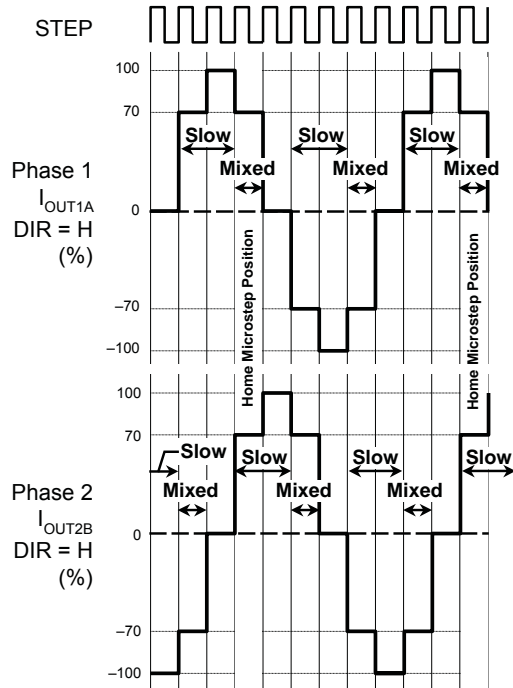 STEP
100
70
Slow Slow Slow
Mixed Mixed Mixed
Phase 1
IOUT1A
DIR = H
(%)
0
Home Microstep Position
Home Microstep Position
–70
–100
100
70
Slow Slow Slow Slow
Mixed Mixed Mixed
Phase 2
IOUT2B
DIR = H
(%)
0
–70
–100